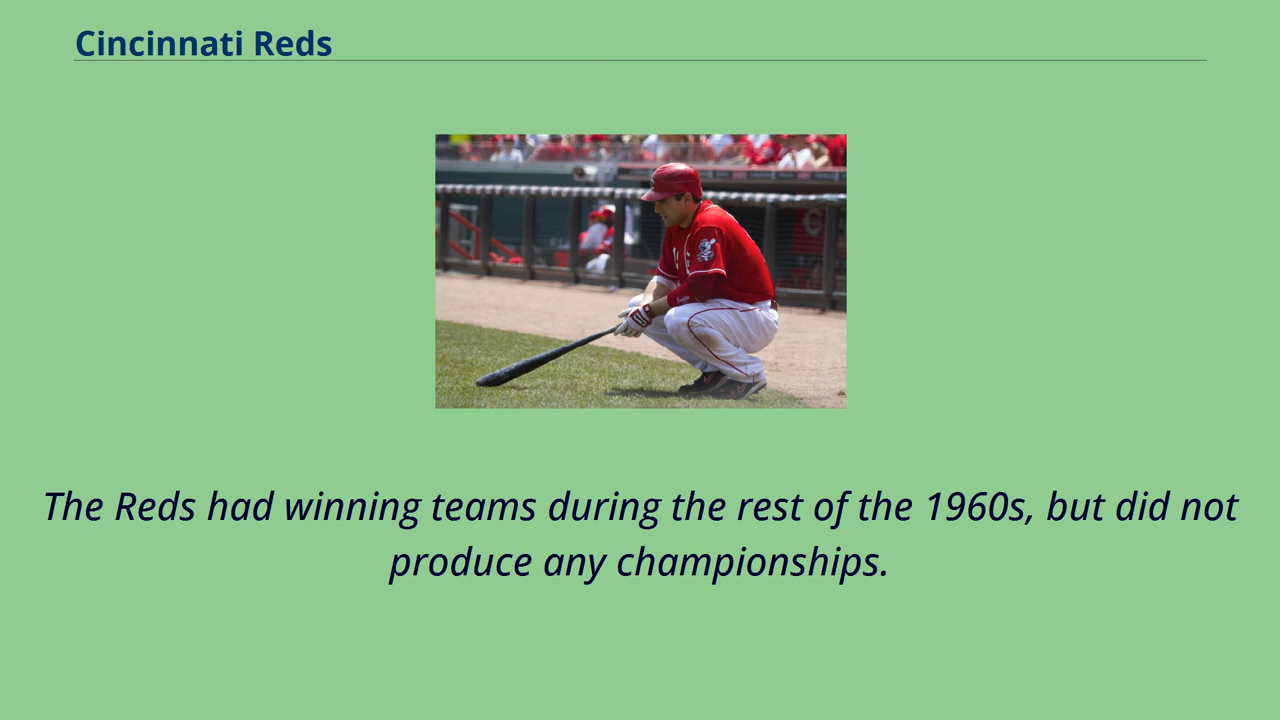 Cincinnati Reds
The Reds had winning teams during the rest of the 1960s, but did not
produce any championships.